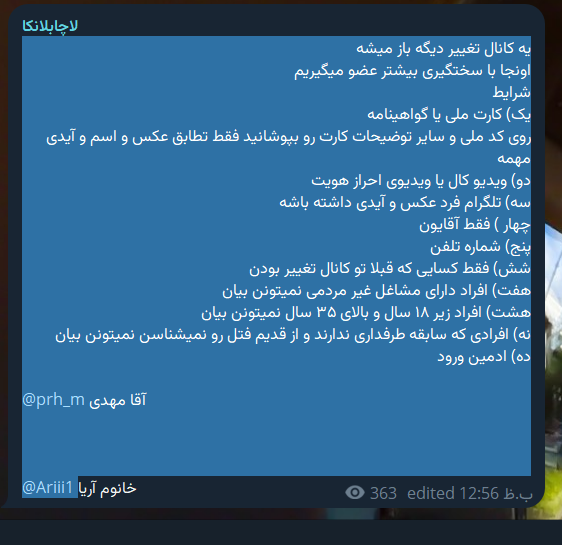 لاچابلانکا
یه کانال تغییر دیگه باز میشه
اونجا با سختگیری بیشتر عضو میگیریم
شرایط
یک) کارت ملی یا گواهینامه
روی کد ملی و سایر توضیحات کارت رو بپوشانید فقط تطابق عکس و اسم و آیدی
مهمه
دو) ویدیو کال یا ویدیوی احراز هویت
سه) تلگرام فرد عکس و آیدی داشته باشه
چهار ) فقط آقایون
پنج) شماره تلفن
شش) فقط کسایی که قبلا تو کانال تغییر بودن
هفت) افراد دارای مشاغل غیر مردمی نمیتونن بیان
هشت) افراد زیر ۱۸ سال و بالای ۳۵ سال نمیتونن بیان
نه) افرادی که سابقه طرفداری ندارند و از قدیم فتل رو نمیشناسن نمیتونن بیان
ده) ادمین ورود
آقا مهدی @prh_m
خانوم آریا @Ariii1
363 edited 12:56 ب.ظ